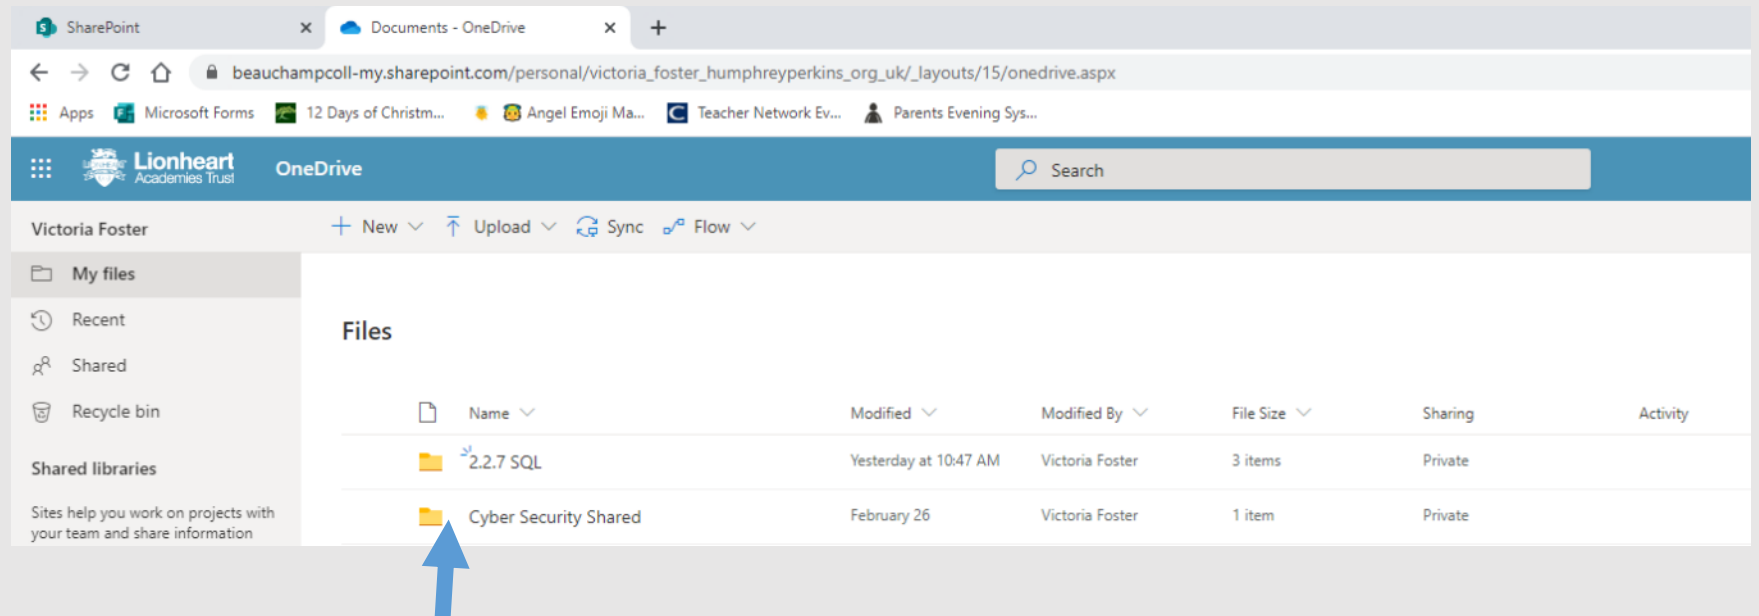 SharePoint
Documents - OneDrive
beauchampcoll-my.sharepoint.com/personal/victoria_foster_humphreyperkins_org_uk/_layouts/15/onedrive.aspx
Apps Microsoft Forms 12 Days of Christm... Angel Emoji Ma... Teacher Network Ev... Parents Evening Sys...
Lionheart
Academies Trust
OneDrive
Search
Victoria Foster
New Upload Sync Flow
My files
Recent
Shared
Recycle bin
Shared libraries
Sites help you work on projects with
your team and share information
Files
Name Modified Modified By File Size Sharing Activity
2.2.7 SQL Yesterday at 10:47 AM Victoria Foster 3 items Private
Cyber Security Shared February 26 Victoria Foster 1 item Private